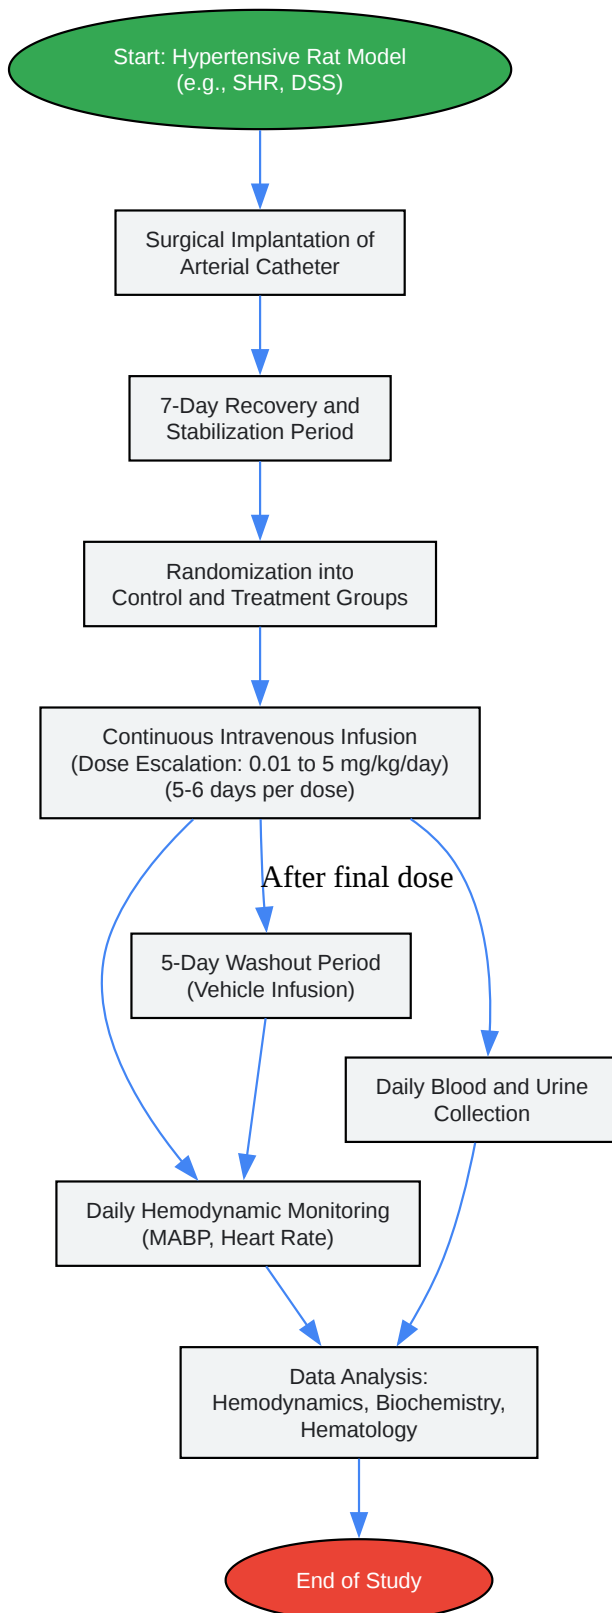 Start: Hypertensive Rat Model
(e.g., SHR, DSS)
Surgical Implantation of
Arterial Catheter
7-Day Recovery and
Stabilization Period
Randomization into
Control and Treatment Groups
Continuous Intravenous Infusion
(Dose Escalation: 0.01 to 5 mg/kg/day)
(5-6 days per dose)
After final dose
5-Day Washout Period
(Vehicle Infusion)
Daily Blood and Urine
Collection
Daily Hemodynamic Monitoring
(MABP, Heart Rate)
Data Analysis:
Hemodynamics, Biochemistry,
Hematology
End of Study